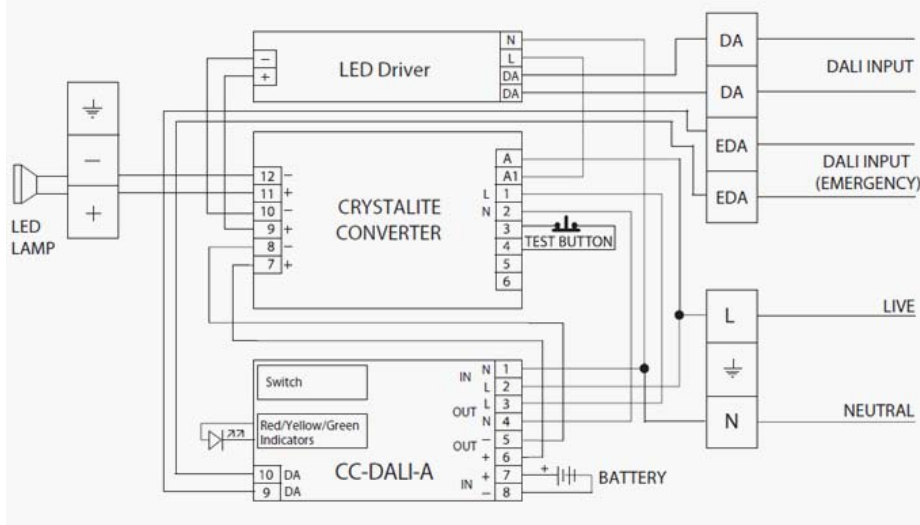 LED Driver
−
+
N
L
DA
DA
DA
DA
EDA
EDA
DALI INPUT
DALI INPUT
(EMERGENCY)
−
+
LED
LAMP
CRYSTALITE
CONVERTER
12 −
11 +
10 −
9 +
8 −
7 +
A
A1
L 1
N 2
3
4
5
6
TEST BUTTON
L
N
LIVE
NEUTRAL
Switch
Red/Yellow/Green
Indicators
CC-DALI-A
10 DA
9 DA
IN N 1
L 2
OUT L 3
N 4
OUT − 5
+ 6
IN + 7
− 8
+
BATTERY